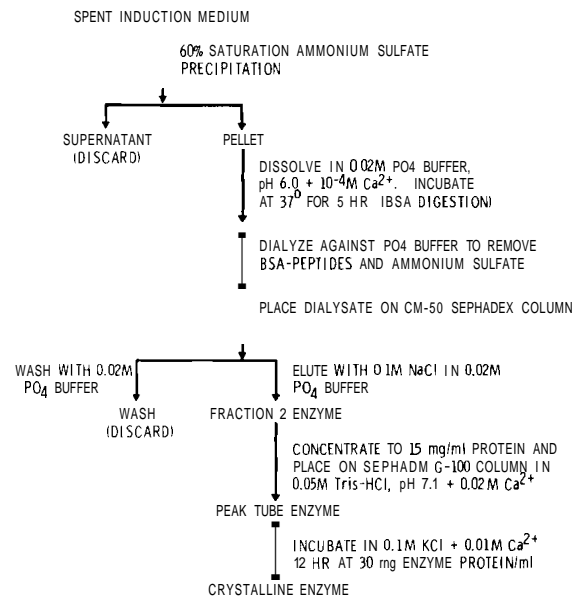 SPENT INDUCTION MEDIUM
60% SATURATION AMMONIUM SULFATE
PRECIPITATION
SUPERNATANT
(DISCARD)
PELLET
DISSOLVE IN 0.02M PO4 BUFFER,
pH 6.0 + 10⁻⁴M Ca²⁺. INCUBATE
AT 37⁰ FOR 5 HR (BSA DIGESTION)
DIALYZE AGAINST PO4 BUFFER TO REMOVE
BSA-PEPTIDES AND AMMONIUM SULFATE
PLACE DIALYSATE ON CM-50 SEPHADEX COLUMN
WASH WITH 0.02M
PO₄ BUFFER
WASH
(DISCARD)
ELUTE WITH 0.1M NaCl IN 0.02M
PO₄ BUFFER
FRACTION 2 ENZYME
CONCENTRATE TO 15 mg/ml PROTEIN AND
PLACE ON SEPHADM G-100 COLUMN IN
0.05M Tris-HCl, pH 7.1 + 0.02M Ca²⁺
PEAK TUBE ENZYME
INCUBATE IN 0.1M KCl + 0.01M Ca²⁺
12 HR AT 30 mg ENZYME PROTEIN/ml
CRYSTALLINE ENZYME